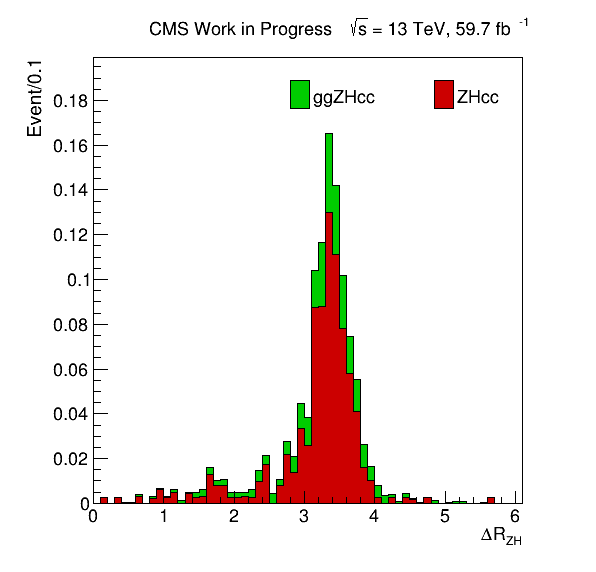 CMS Work in Progress √s = 13 TeV, 59.7 fb -1
Event/0.1
ggZHcc ZHcc
0.18
0.16
0.14
0.12
0.1
0.08
0.06
0.04
0.02
0
0 1 2 3 4 5 6
ΔR_ZH